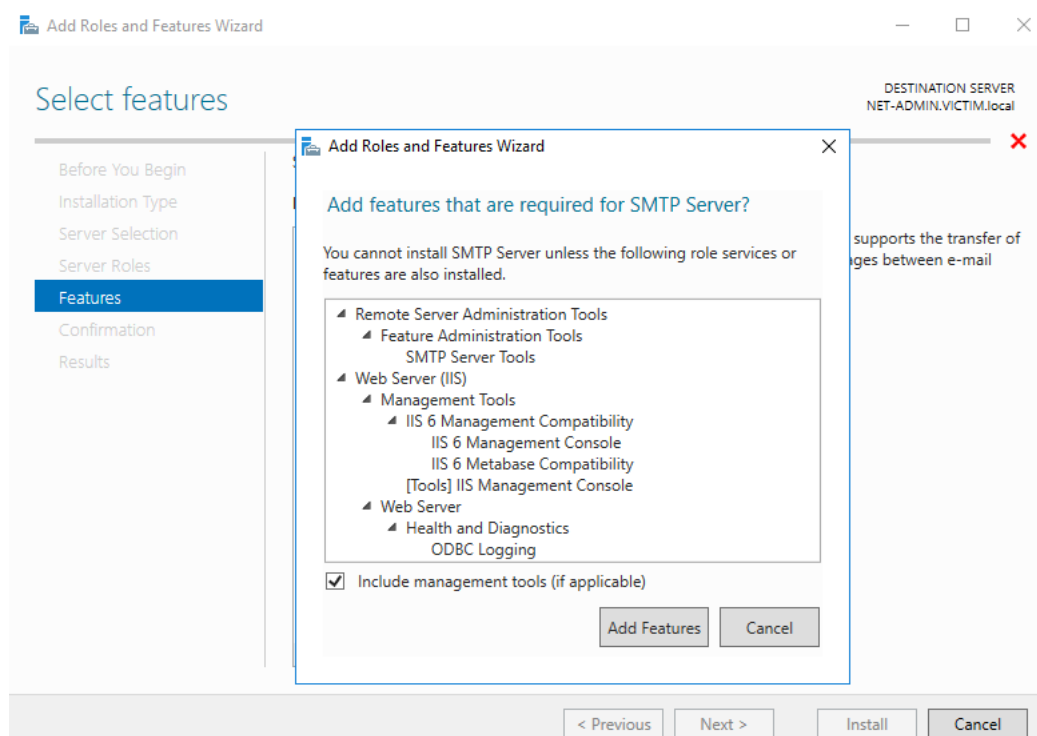 Add Roles and Features Wizard
Select features
DESTINATION SERVER
NET-ADMIN.VICTIM.local
Before You Begin
Installation Type
Server Selection
Server Roles
Features
Confirmation
Results
Add Roles and Features Wizard
Add features that are required for SMTP Server?
You cannot install SMTP Server unless the following role services or
features are also installed.
Remote Server Administration Tools
Feature Administration Tools
SMTP Server Tools
Web Server (IIS)
Management Tools
IIS 6 Management Compatibility
IIS 6 Management Console
IIS 6 Metabase Compatibility
[Tools] IIS Management Console
Web Server
Health and Diagnostics
ODBC Logging
Include management tools (if applicable)
Add Features
Cancel
supports the transfer of
between e-mail
< Previous
Next >
Install
Cancel